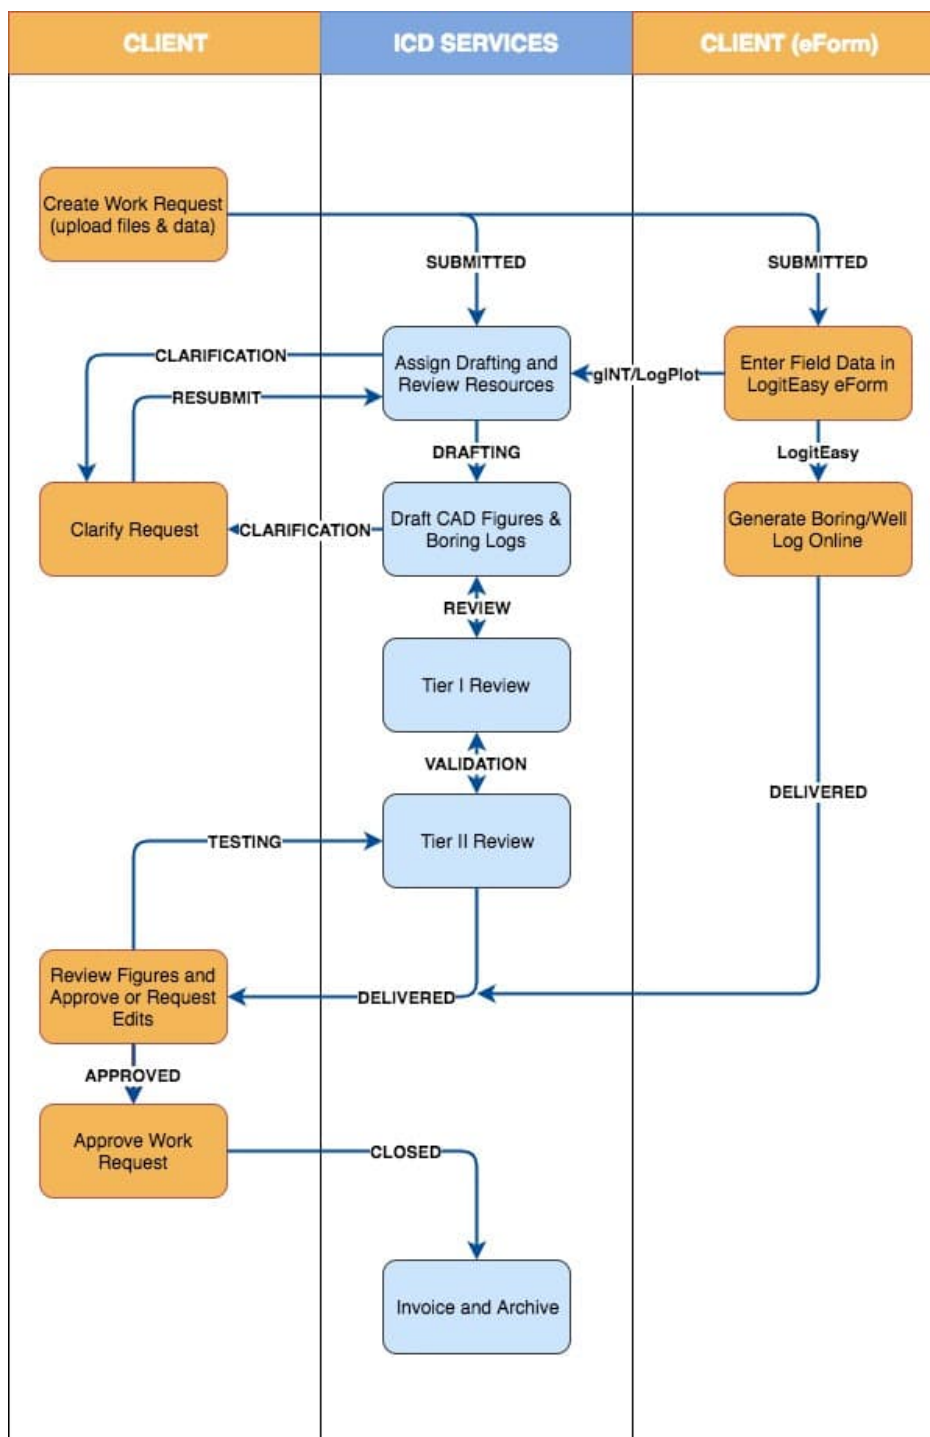 CLIENT
ICD SERVICES
CLIENT (eForm)
Create Work Request
(upload files & data)
SUBMITTED
SUBMITTED
CLARIFICATION
Assign Drafting and
Review Resources
gINT/LogPlot
Enter Field Data in
LogitEasy eForm
RESUBMIT
DRAFTING
LogitEasy
Clarify Request
CLARIFICATION
Draft CAD Figures &
Boring Logs
Generate Boring/Well
Log Online
REVIEW
Tier I Review
VALIDATION
DELIVERED
TESTING
Tier II Review
Review Figures and
Approve or Request
Edits
DELIVERED
APPROVED
Approve Work
Request
CLOSED
Invoice and Archive